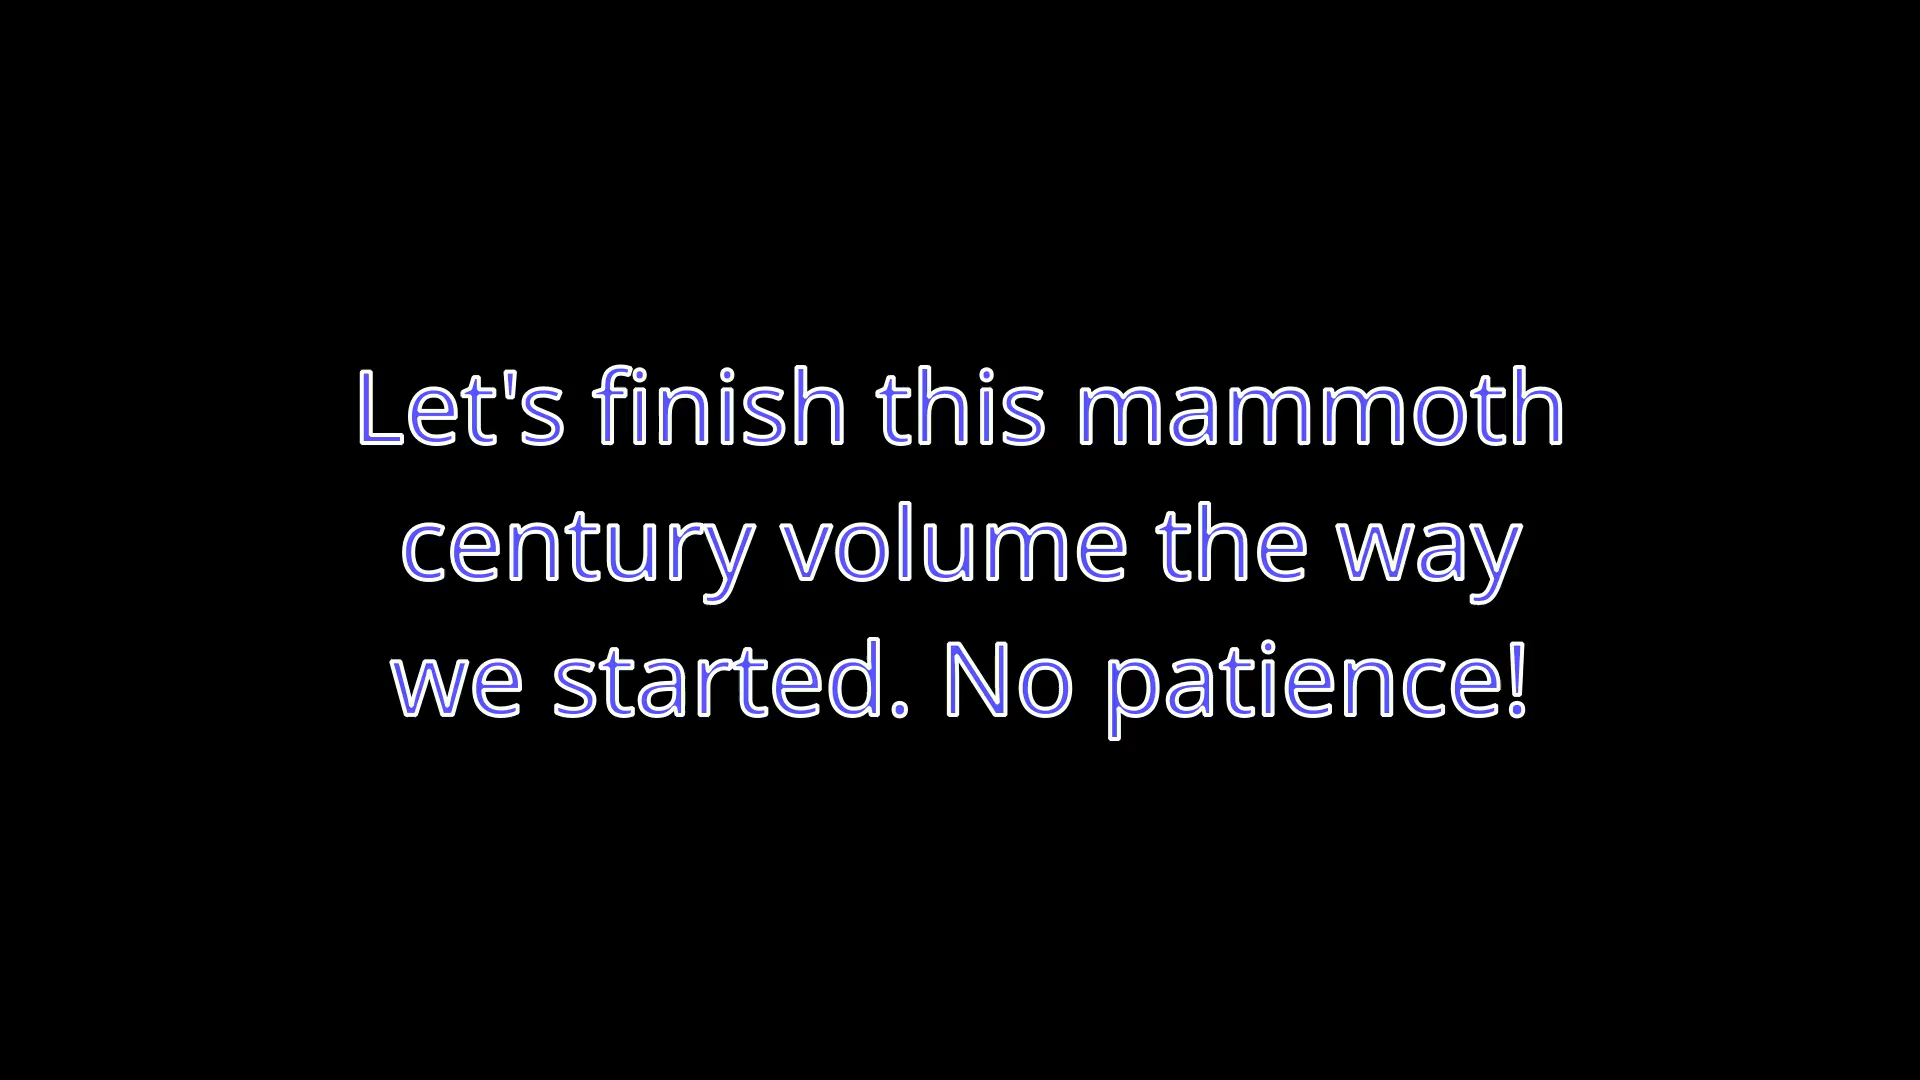 Let's finish this mammoth
century volume the way
we started. No patience!